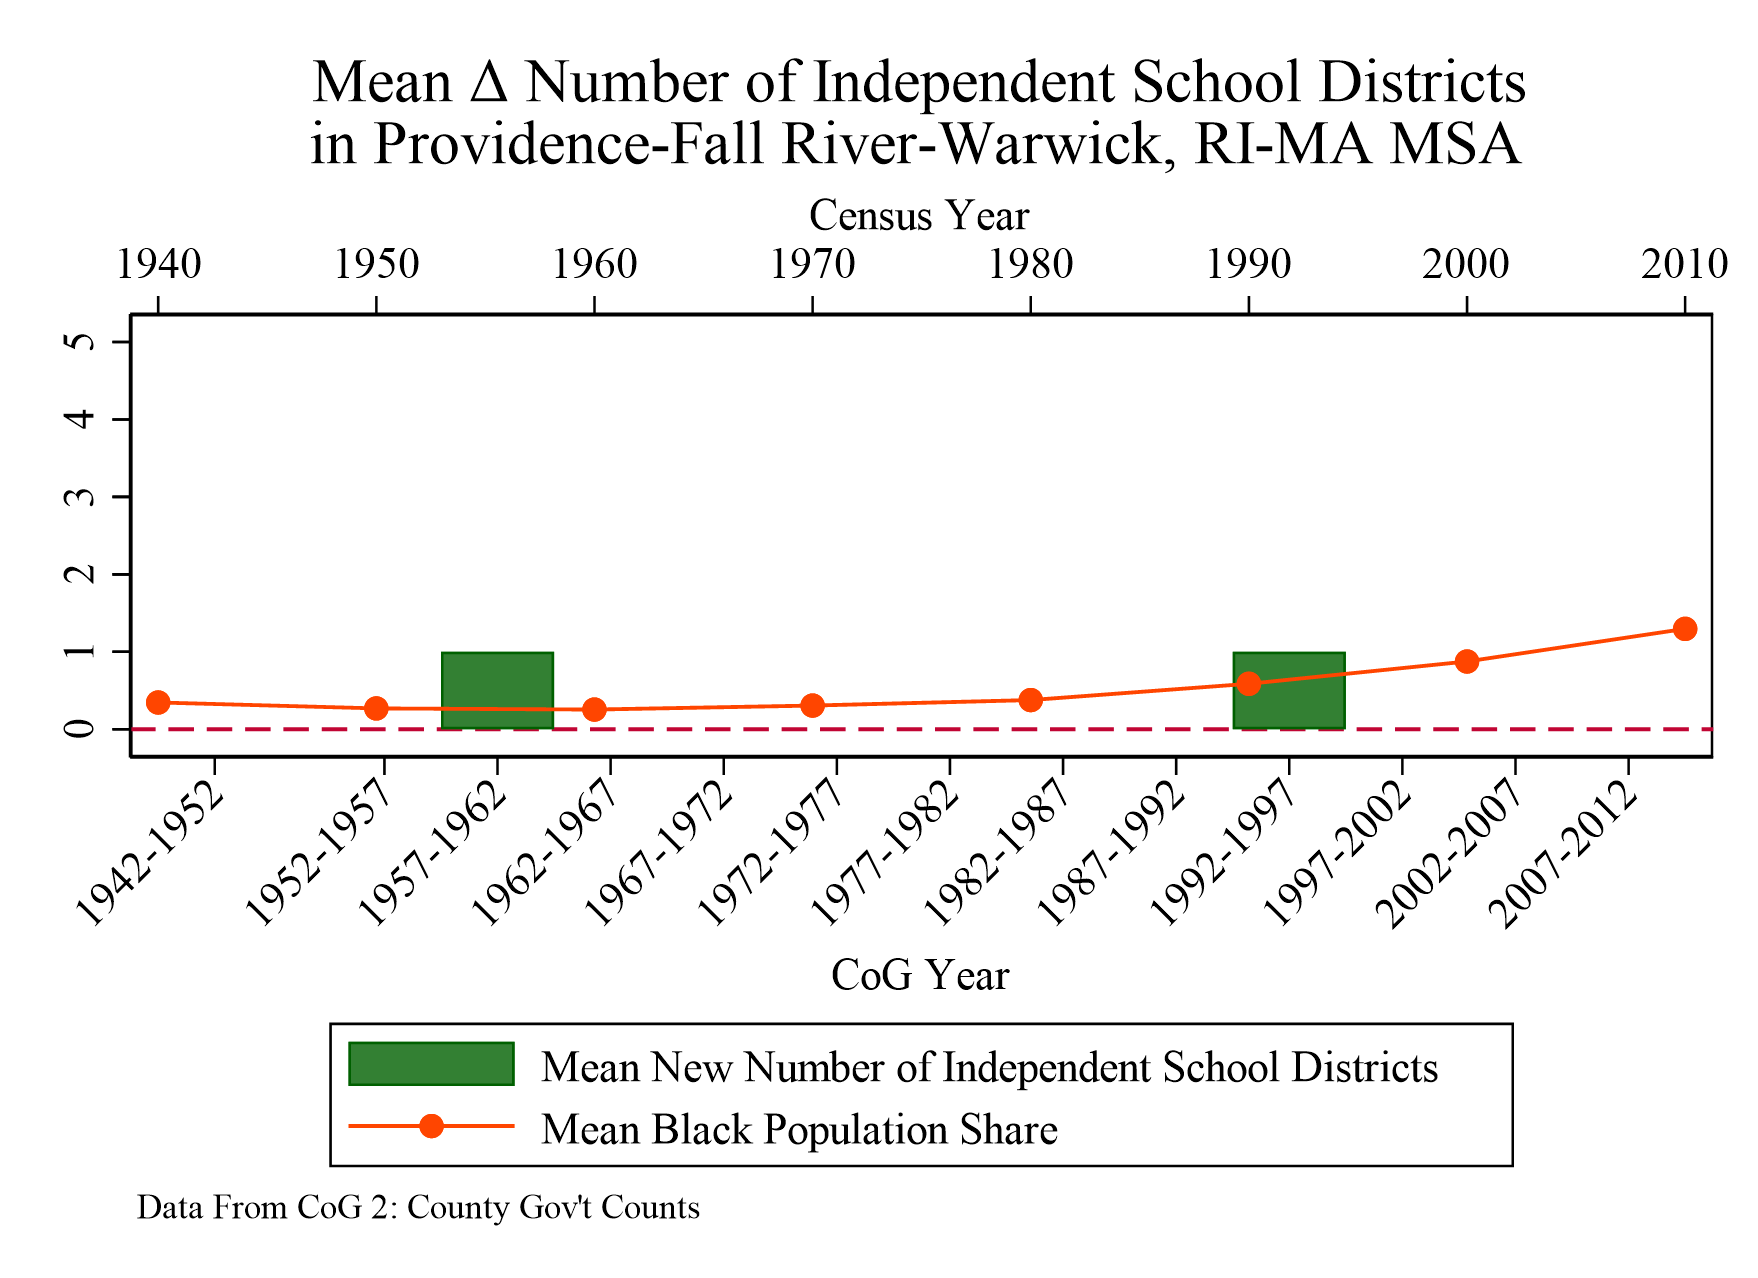 Mean Δ Number of Independent School Districts
in Providence-Fall River-Warwick, RI-MA MSA
Census Year
1940 1950 1960 1970 1980 1990 2000 2010
5
4
3
2
1
0
1942-1952 1952-1957 1957-1962 1962-1967 1967-1972 1972-1977 1977-1982 1982-1987 1987-1992 1992-1997 1997-2002 2002-2007 2007-2012
CoG Year
Mean New Number of Independent School Districts
Mean Black Population Share
Data From CoG 2: County Gov't Counts